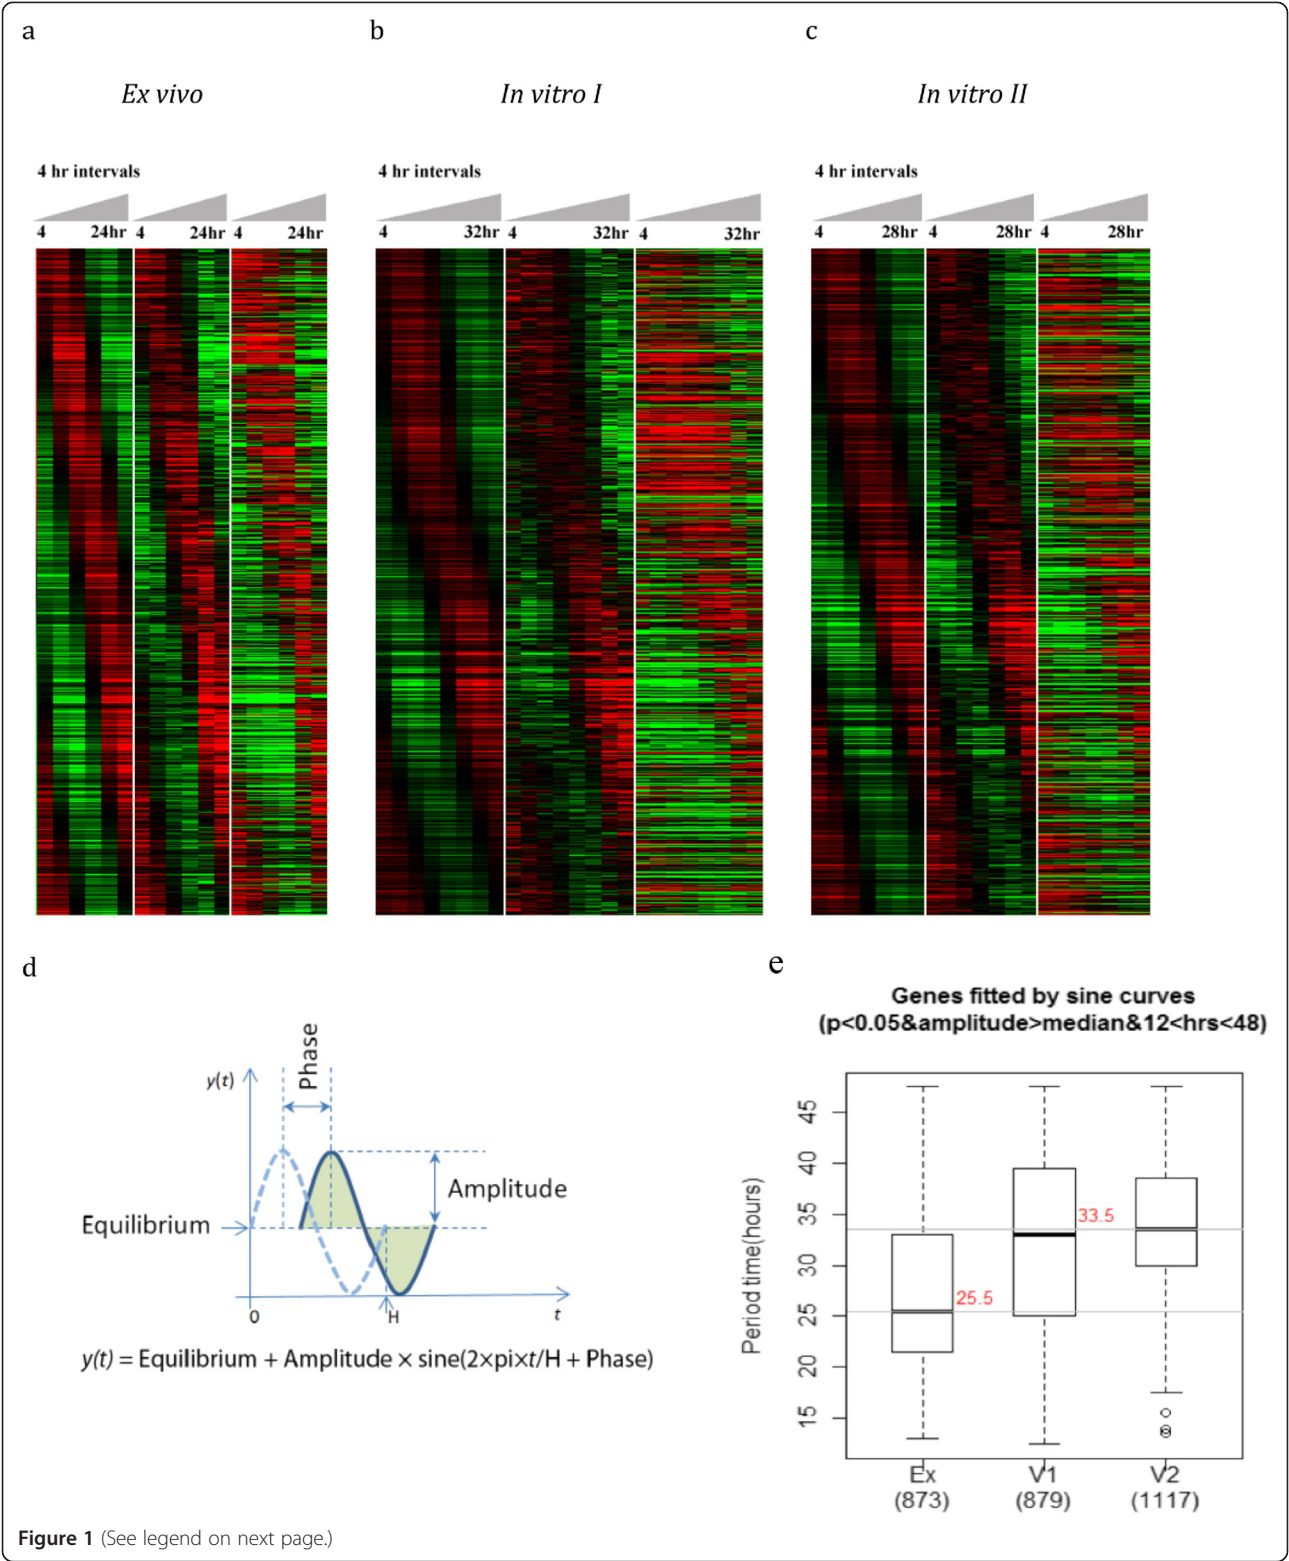 a
b
c
Ex vivo
In vitro I
In vitro II
4 hr intervals
4 hr intervals
4 hr intervals
4 24hr 4 24hr 4 24hr
4 32hr 4 32hr 4 32hr
4 28hr 4 28hr 4 28hr
d
Phase
y(t)
Amplitude
Equilibrium
0
H
t
y(t) = Equilibrium + Amplitude × sine(2×pi×t/H + Phase)
e
Genes fitted by sine curves
(p<0.05&amplitude>median&12<hrs<48)
Period time(hours)
45
40
35
30
25
20
15
33.5
25.5
Ex V1 V2
(873) (879) (1117)
Figure 1 (See legend on next page.)